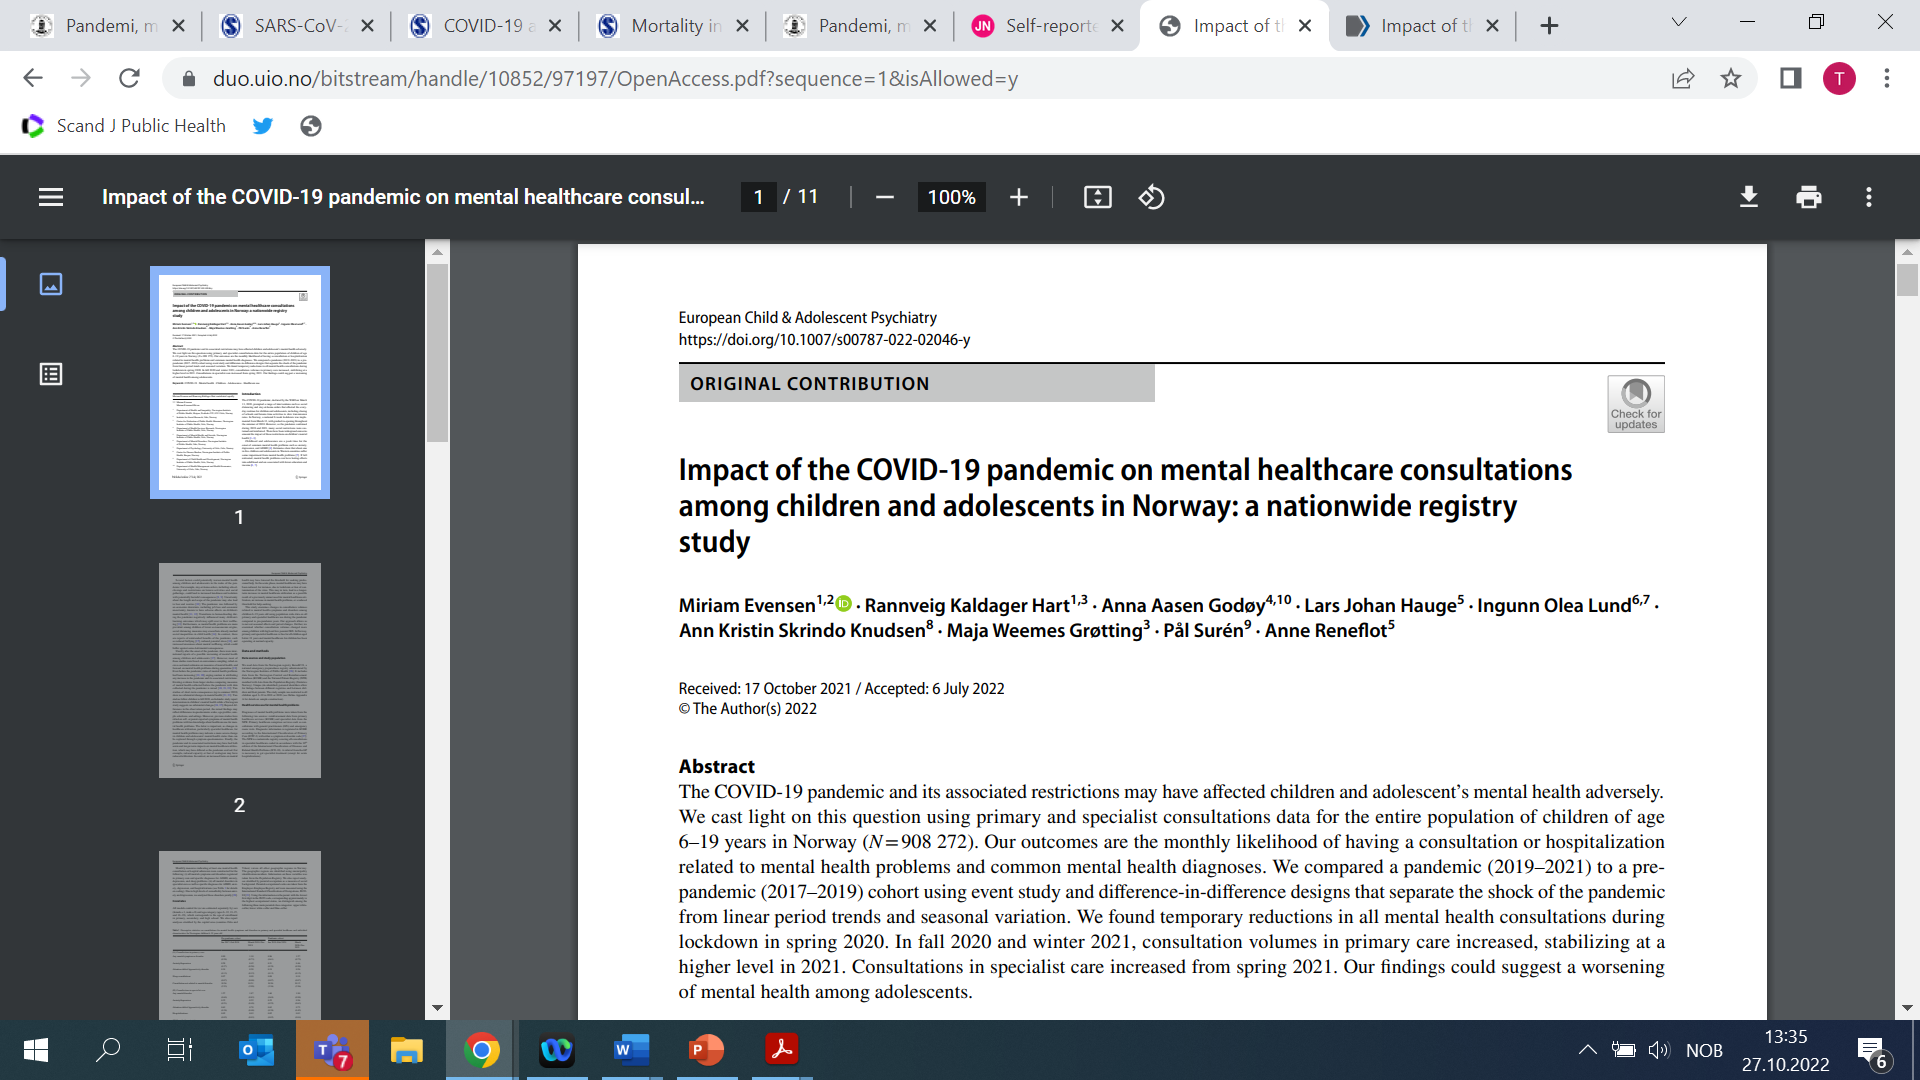 Pandemi, m
SARS-CoV-
COVID-19 a
Mortality in
Pandemi, m
JN Self-reporte
Impact of th
Impact of th
duo.uio.no/bitstream/handle/10852/97197/OpenAccess.pdf?sequence=1&isAllowed=y
T
Scand J Public Health
Impact of the COVID-19 pandemic on mental healthcare consul...
1 / 11
100%
1
2
European Child & Adolescent Psychiatry
https://doi.org/10.1007/s00787-022-02046-y
ORIGINAL CONTRIBUTION
Check for
updates
Impact of the COVID-19 pandemic on mental healthcare consultations
among children and adolescents in Norway: a nationwide registry
study
Miriam Evensen1,2 · Rannveig Kaldager Hart1,3 · Anna Aasen Godøy4,10 · Lars Johan Hauge5 · Ingunn Olea Lund6,7 ·
Ann Kristin Skrindo Knudsen8 · Maja Weemes Grøtting3 · Pål Surén9 · Anne Reneflot5
Received: 17 October 2021 / Accepted: 6 July 2022
© The Author(s) 2022
Abstract
The COVID-19 pandemic and its associated restrictions may have affected children and adolescent's mental health adversely.
We cast light on this question using primary and specialist consultations data for the entire population of children of age
6–19 years in Norway (N=908 272). Our outcomes are the monthly likelihood of having a consultation or hospitalization
related to mental health problems and common mental health diagnoses. We compared a pandemic (2019–2021) to a pre-
pandemic (2017–2019) cohort using event study and difference-in-difference designs that separate the shock of the pandemic
from linear period trends and seasonal variation. We found temporary reductions in all mental health consultations during
lockdown in spring 2020. In fall 2020 and winter 2021, consultation volumes in primary care increased, stabilizing at a
higher level in 2021. Consultations in specialist care increased from spring 2021. Our findings could suggest a worsening
of mental health among adolescents.
7
NOB
13:35
27.10.2022
6